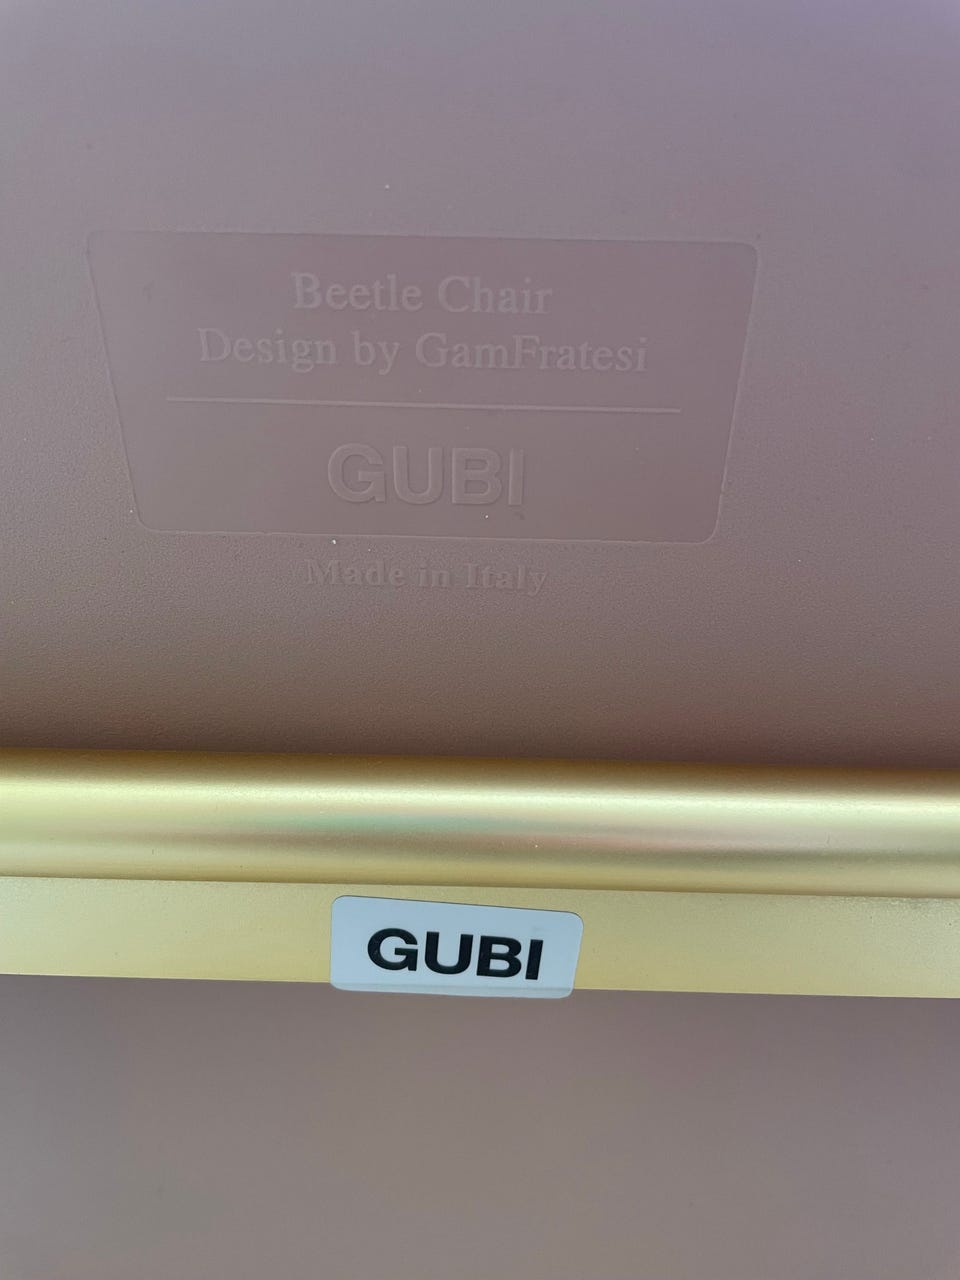 Beetle Chair
Design by GamFratesi
GUBI
Made in Italy
GUBI